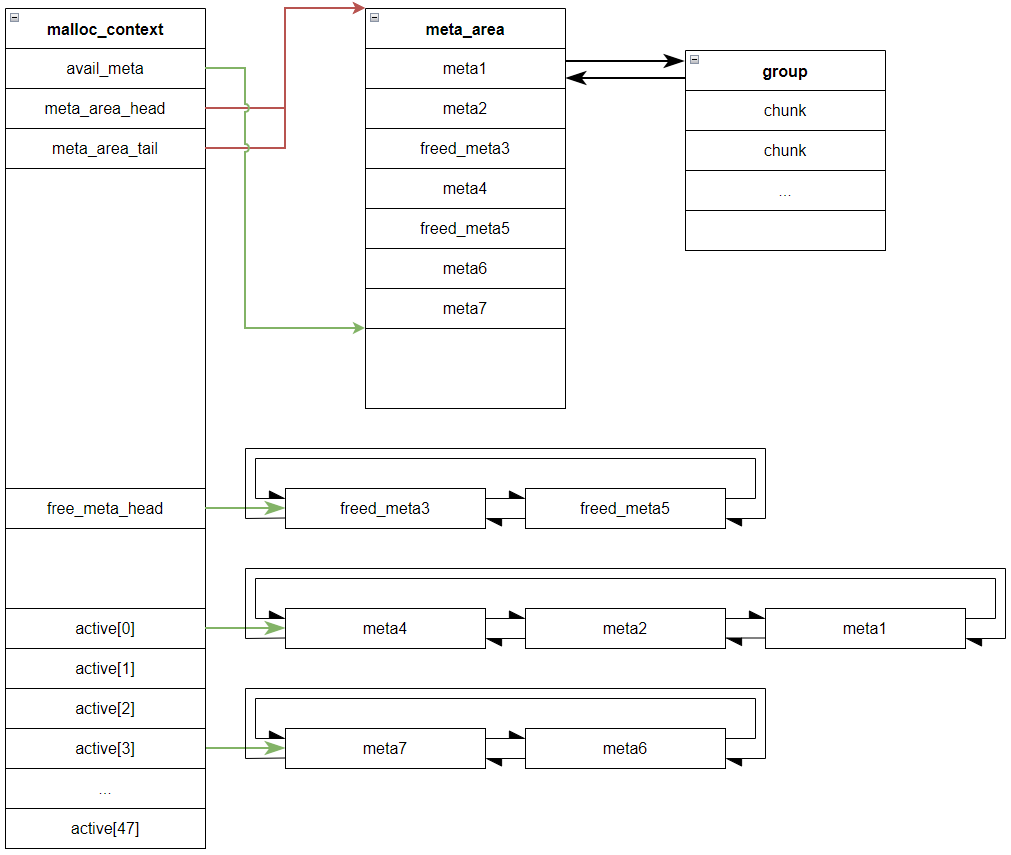 malloc_context
avail_meta
meta_area_head
meta_area_tail
free_meta_head
active[0]
active[1]
active[2]
active[3]
...
active[47]
meta_area
meta1
meta2
freed_meta3
meta4
freed_meta5
meta6
meta7
group
chunk
chunk
...
freed_meta3
freed_meta5
meta4
meta2
meta1
meta7
meta6